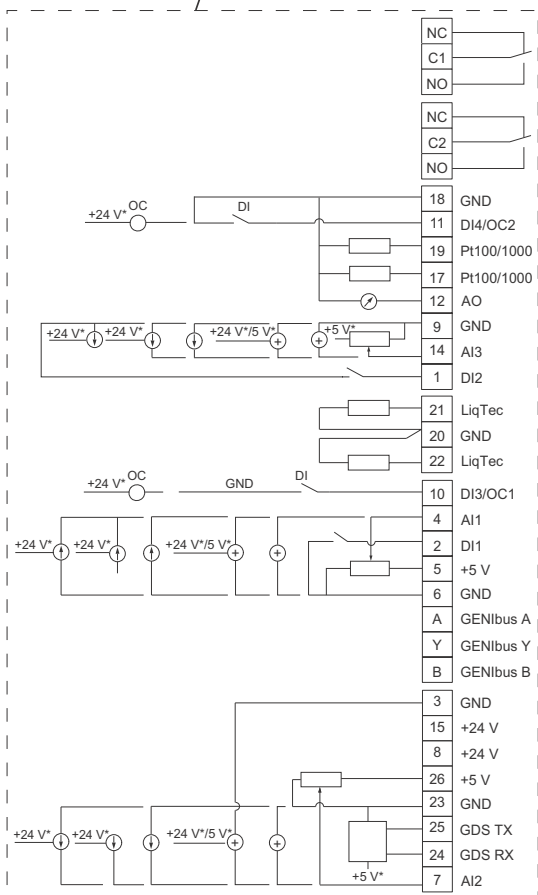 NC
C1
NO
NC
C2
NO
18 GND
+24 V* OC DI 11 DI4/OC2
19 Pt100/1000
17 Pt100/1000
12 AO
9 GND
+24 V* +24 V* +24 V*/5 V* +5 V*
14 AI3
1 DI2
21 LiqTec
20 GND
22 LiqTec
+24 V* OC GND DI 10 DI3/OC1
4 AI1
2 DI1
+24 V* +24 V* +24 V*/5 V*
5 +5 V
6 GND
A GENIbus A
Y GENIbus Y
B GENIbus B
3 GND
15 +24 V
8 +24 V
26 +5 V
23 GND
25 GDS TX
+24 V* +24 V* +24 V*/5 V*
24 GDS RX
+5 V*
7 AI2